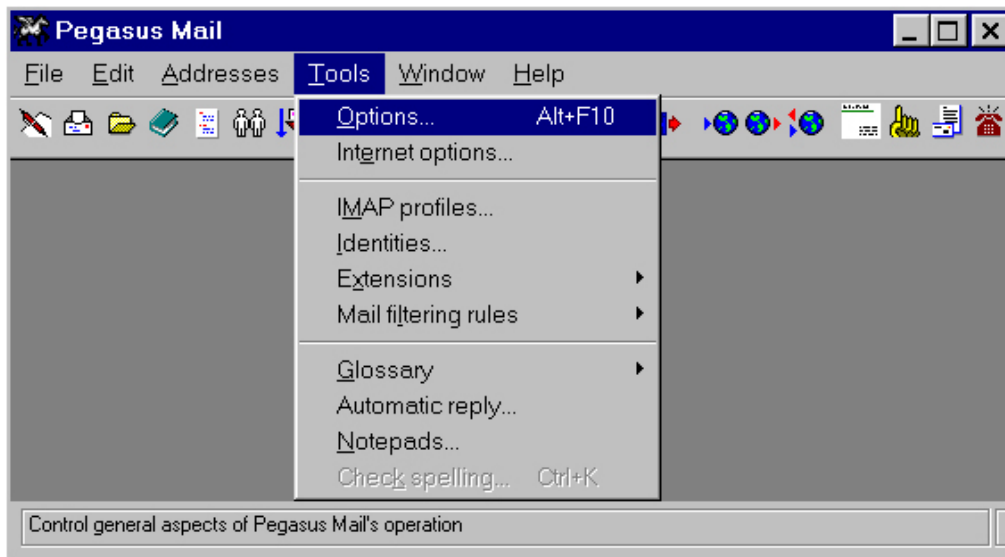 Pegasus Mail
File Edit Addresses Tools Window Help
Options... Alt+F10
Internet options...
IMAP profiles...
Identities...
Extensions
Mail filtering rules
Glossary
Automatic reply...
Notepads...
Check spelling... Ctrl+K
Control general aspects of Pegasus Mail's operation